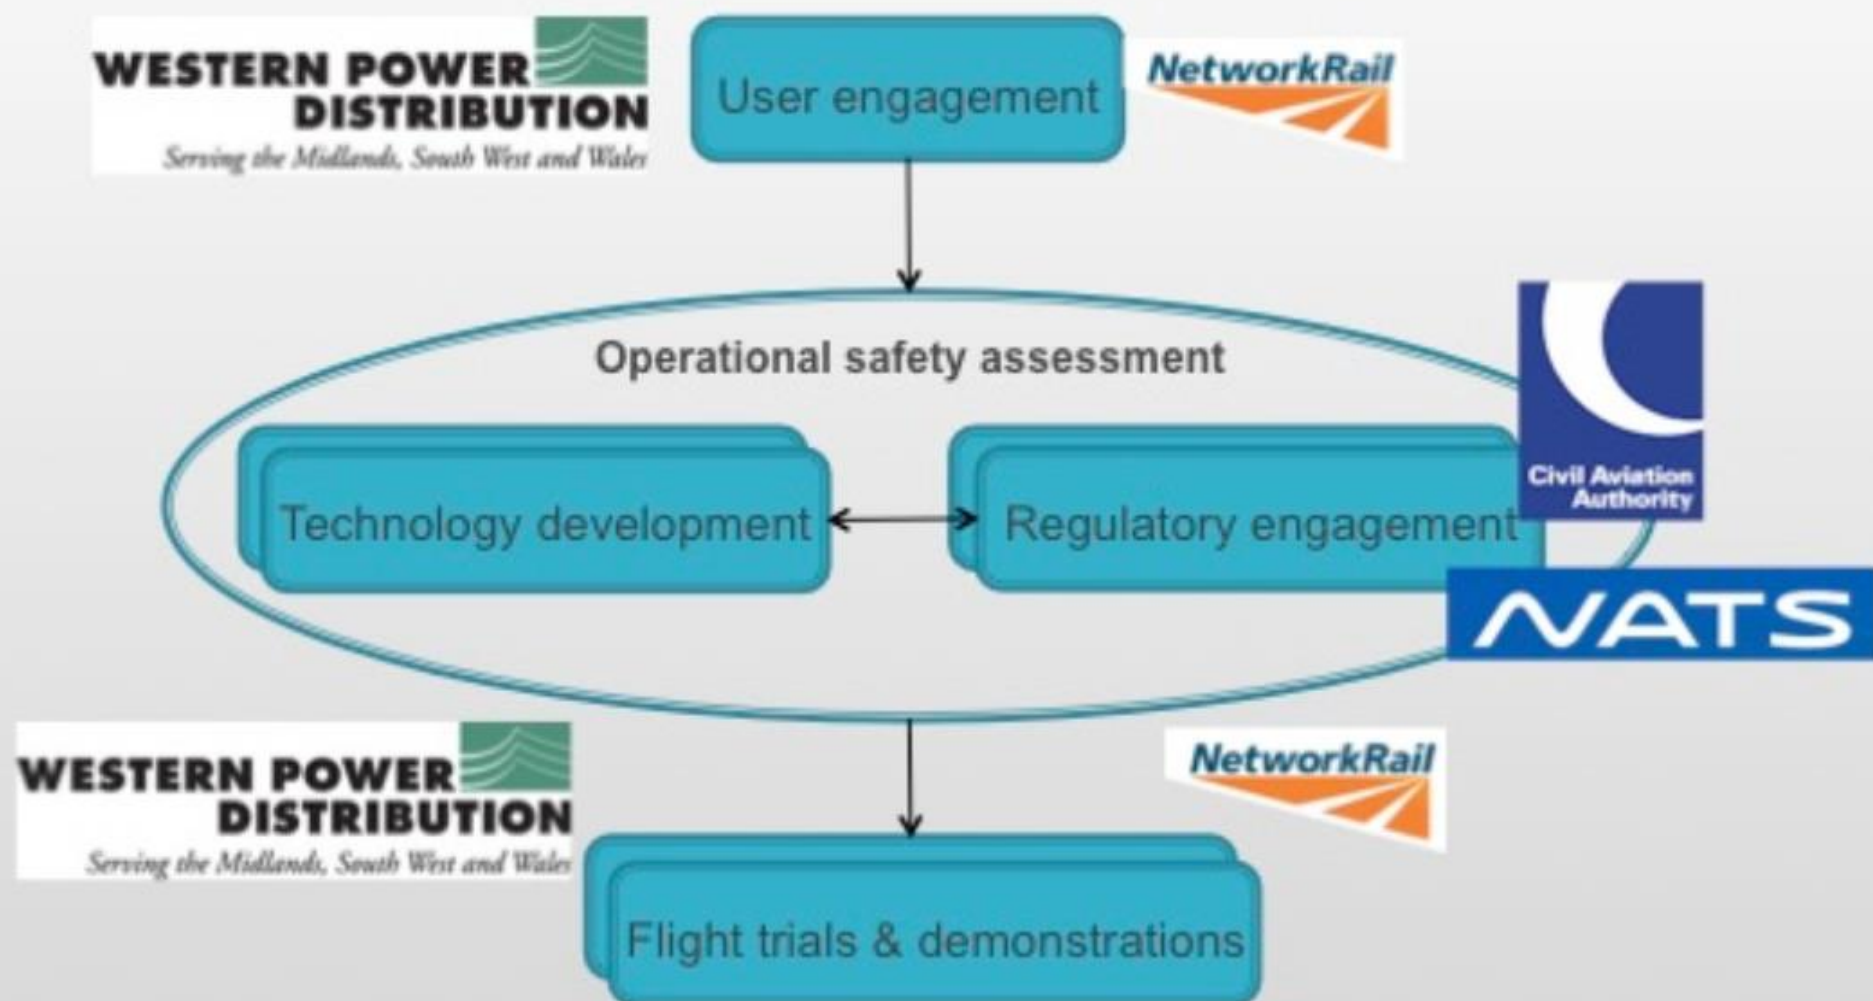 WESTERN POWER
DISTRIBUTION
Serving the Midlands, South West and Wales
User engagement
NetworkRail
Operational safety assessment
Technology development
Regulatory engagement
Civil Aviation
Authority
NATS
WESTERN POWER
DISTRIBUTION
Serving the Midlands, South West and Wales
NetworkRail
Flight trials & demonstrations